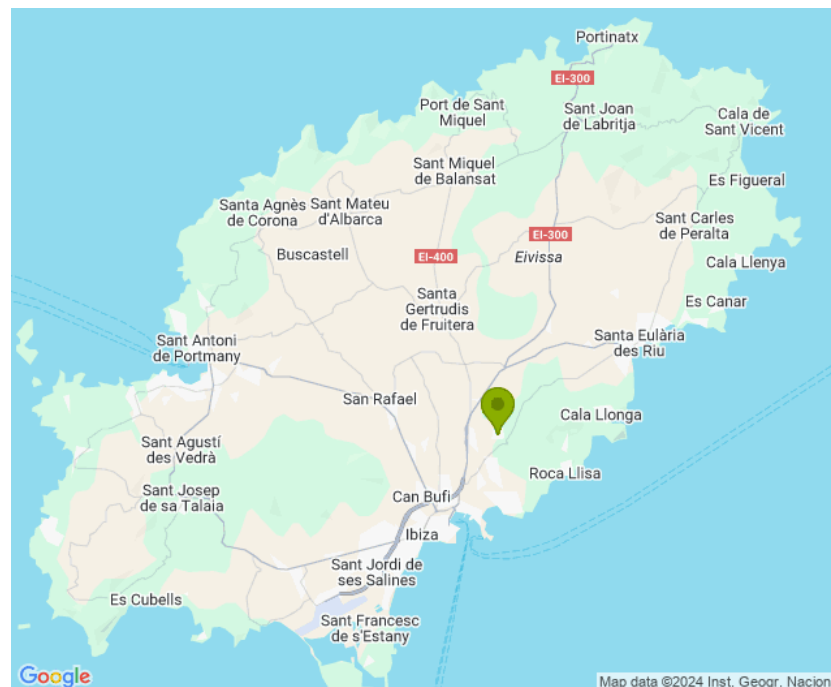 Portinatx
EI-300
Port de Sant
Miquel
Sant Joan
de Labritja
Cala de
Sant Vicent
Sant Miquel
de Balansat
Es Figueral
Santa Agnès
de Corona
Sant Mateu
d'Albarca
Sant Carles
de Peralta
EI-300
Buscastell
EI-400
Eivissa
Cala Llenya
Santa
Gertrudis
de Fruitera
Es Canar
Sant Antoni
de Portmany
Santa Eulària
des Riu
San Rafael
Cala Llonga
Sant Agustí
des Vedrà
Roca Llisa
Sant Josep
de sa Talaia
Can Bufi
Ibiza
Sant Jordi de
ses Salines
Es Cubells
Sant Francesc
de s'Estany
Google
Map data ©2024 Inst. Geogr. Nacion